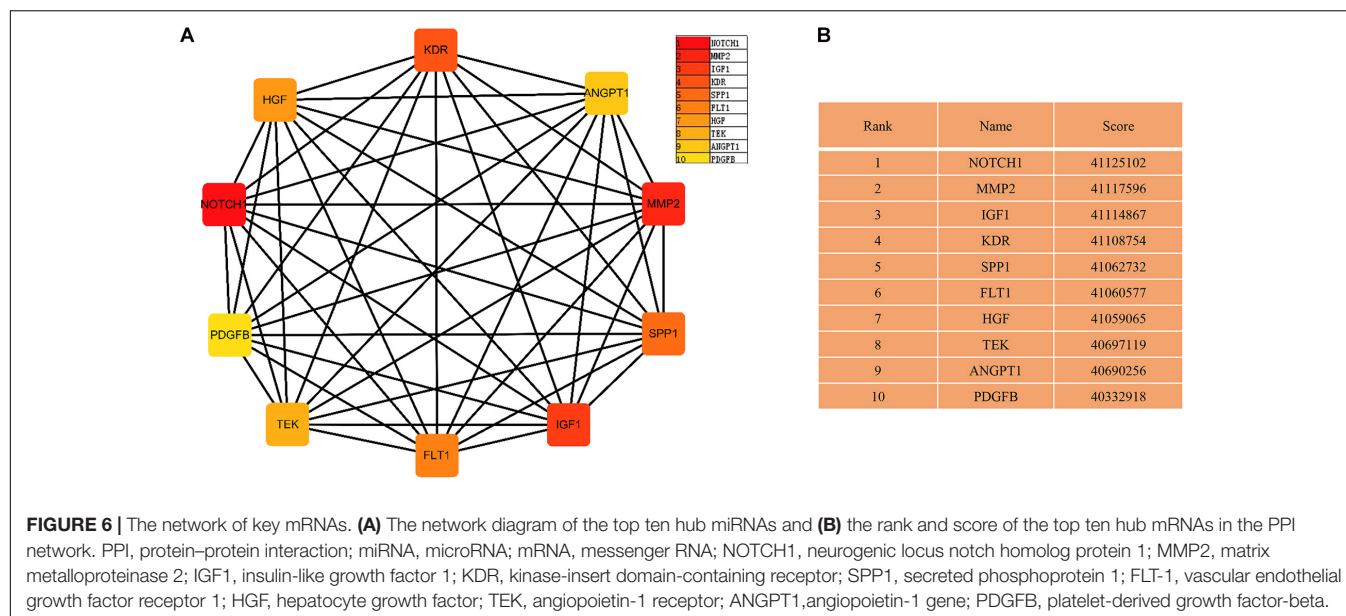 A
B
KDR
HGF
ANGPT1
NOTCH1
MMP2
PDGFB
SPP1
TEK
IGF1
FLT1
1 NOTCH1
2 MMP2
3 IGF1
4 KDR
5 SPP1
6 FLT1
7 HGF
8 TEK
9 ANGPT1
10 PDGFB
Rank Name Score
1 NOTCH1 41125102
2 MMP2 41117596
3 IGF1 41114867
4 KDR 41108754
5 SPP1 41062732
6 FLT1 41060577
7 HGF 41059065
8 TEK 40697119
9 ANGPT1 40690256
10 PDGFB 40332918
FIGURE 6 | The network of key mRNAs. (A) The network diagram of the top ten hub miRNAs and (B) the rank and score of the top ten hub mRNAs in the PPI
network. PPI, protein–protein interaction; miRNA, microRNA; mRNA, messenger RNA; NOTCH1, neurogenic locus notch homolog protein 1; MMP2, matrix
metalloproteinase 2; IGF1, insulin-like growth factor 1; KDR, kinase-insert domain-containing receptor; SPP1, secreted phosphoprotein 1; FLT-1, vascular endothelial
growth factor receptor 1; HGF, hepatocyte growth factor; TEK, angiopoietin-1 receptor; ANGPT1,angiopoietin-1 gene; PDGFB, platelet-derived growth factor-beta.